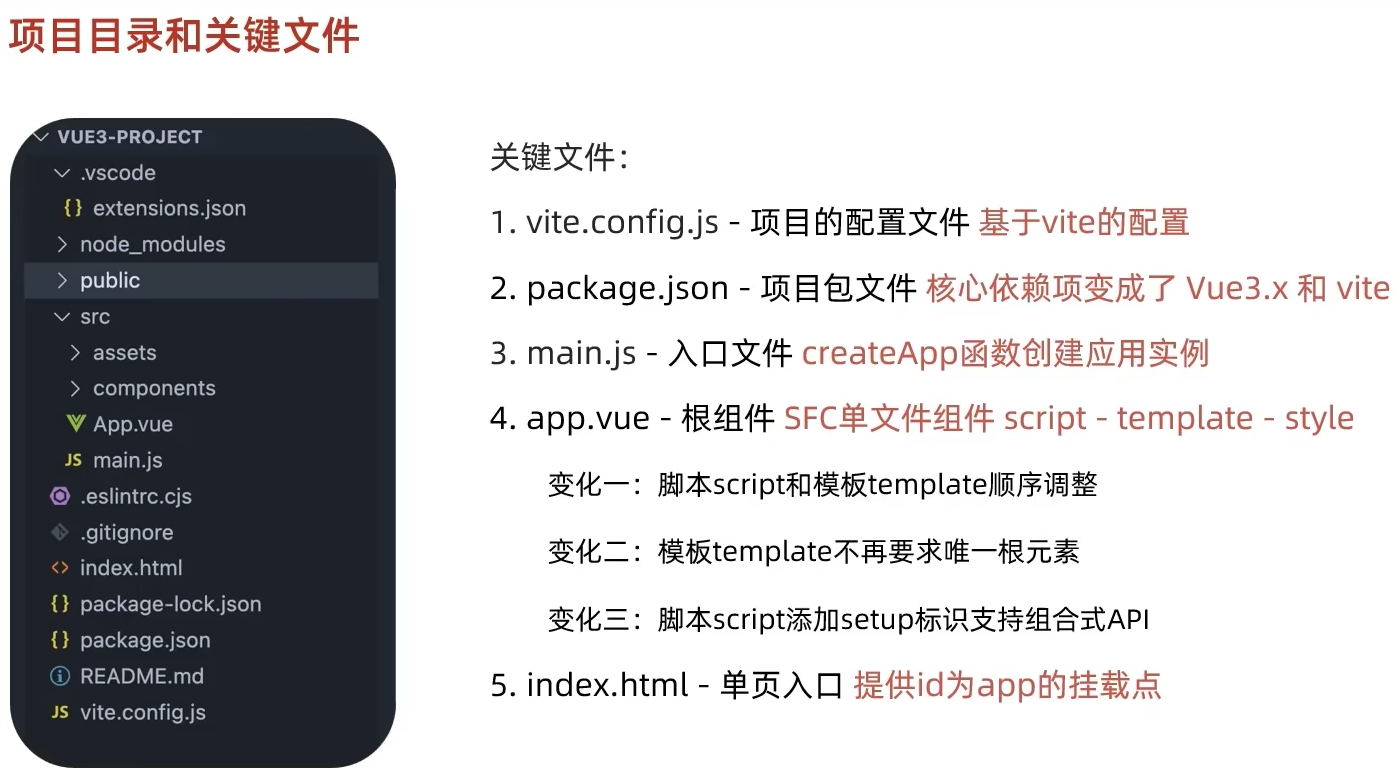 项目目录和关键文件
VUE3-PROJECT
.vscode
{} extensions.json
node_modules
public
src
assets
components
App.vue
JS main.js
.eslintrc.cjs
.gitignore
<> index.html
{} package-lock.json
{} package.json
README.md
JS vite.config.js
关键文件：
1. vite.config.js - 项目的配置文件 基于vite的配置
2. package.json - 项目包文件 核心依赖项变成了 Vue3.x 和 vite
3. main.js - 入口文件 createApp函数创建应用实例
4. app.vue - 根组件 SFC单文件组件 script - template - style
变化一：脚本script和模板template顺序调整
变化二：模板template不再要求唯一根元素
变化三：脚本script添加setup标识支持组合式API
5. index.html - 单页入口 提供id为app的挂载点